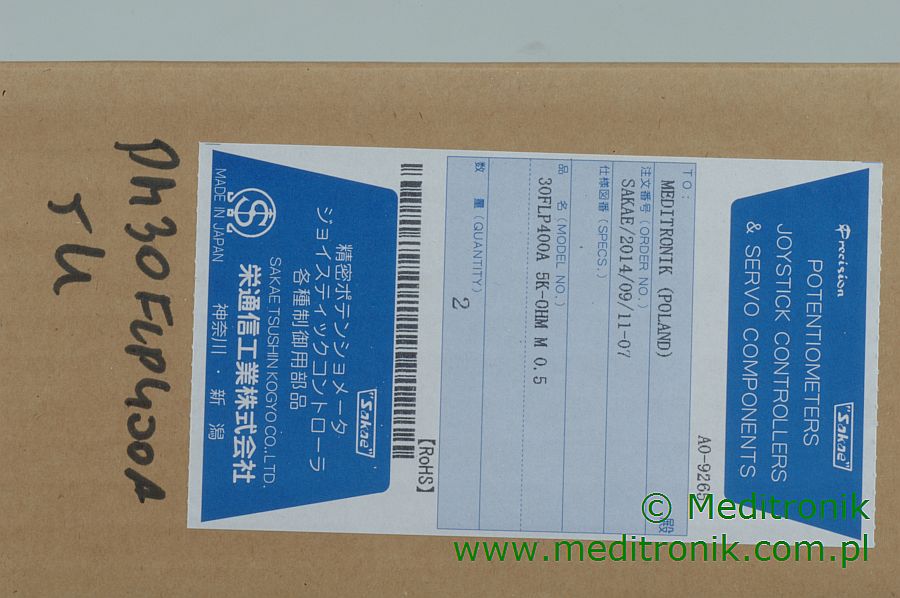 Precision
POTENTIOMETERS
JOYSTICK CONTROLLERS
& SERVO COMPONENTS
"Sakae"
AO-9265
TO:
MEDITRONIK (POLAND)
殿
注文番号 (ORDER NO.)
SAKAE/2014/09/11-07
仕様図番 (SPECS.)
品 名 (MODEL NO.)
30FLP400A 5K-OHM M 0.5
数 量 (QUANTITY)
2
【RoHS】
"Sakae"
精密ポテンショメータ
ジョイスティックコントローラ
各種制御用部品
SAKAE TSUSHIN KOGYO CO., LTD.
栄通信工業株式会社
MADE IN JAPAN
神奈川・新潟
© Meditronik
www.meditronik.com.pl